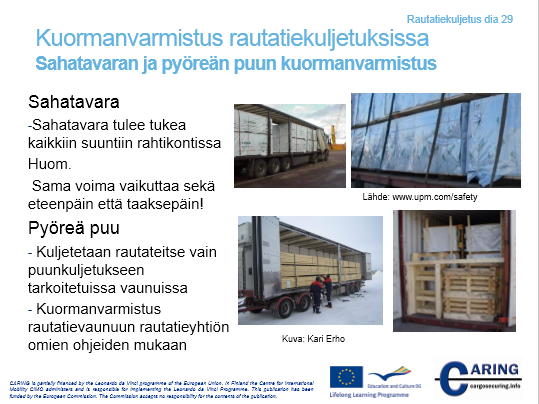 Rautatiekuljetus dia 29
Kuormanvarmistus rautatiekuljetuksissa
Sahatavaran ja pyöreän puun kuormanvarmistus
Sahatavara
-Sahatavara tulee tukea
kaikkiin suuntiin rahtikontissa
Huom.
Sama voima vaikuttaa sekä
eteenpäin että taaksepäin!
Lähde: www.upm.com/safety
Pyöreä puu
- Kuljetetaan rautateitse vain
puunkuljetukseen
tarkoitetuissa vaunuissa
- Kuormanvarmistus
rautatievaunuun rautatieyhtiön
omien ohjeiden mukaan
Kuva: Kari Erho
CARING is partially financed by the Leonardo da Vinci programme of the European Union. In Finland the Centre for International
Mobility CIMO administers and is responsible for implementing the Leonardo da Vinci Programme. This publication has been
funded by the European Commission. The Commission accepts no responsibility for the contents of the publication.
Education and Culture DG
Lifelong Learning Programme
CARING
cargosecuring.info